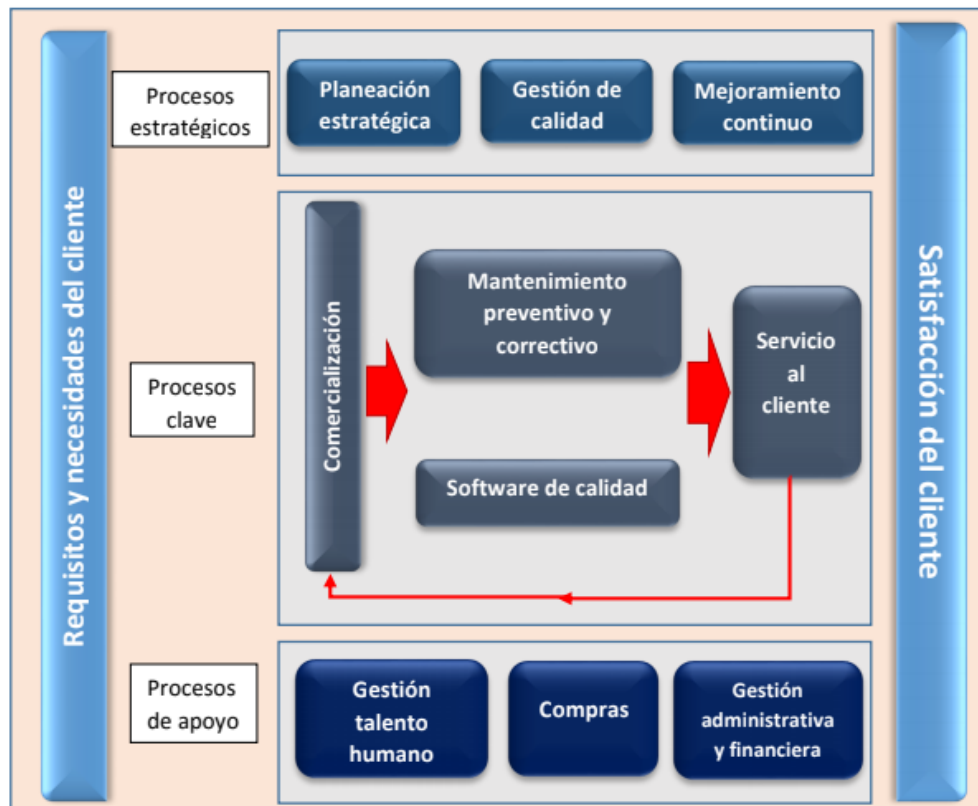 Requisitos y necesidades del cliente
Procesos
estratégicos
Planeación
estratégica
Gestión de
calidad
Mejoramiento
continuo
Procesos
clave
Comercialización
Mantenimiento
preventivo y
correctivo
Software de calidad
Servicio
al
cliente
Procesos
de apoyo
Gestión
talento
humano
Compras
Gestión
administrativa
y financiera
Satisfacción del cliente